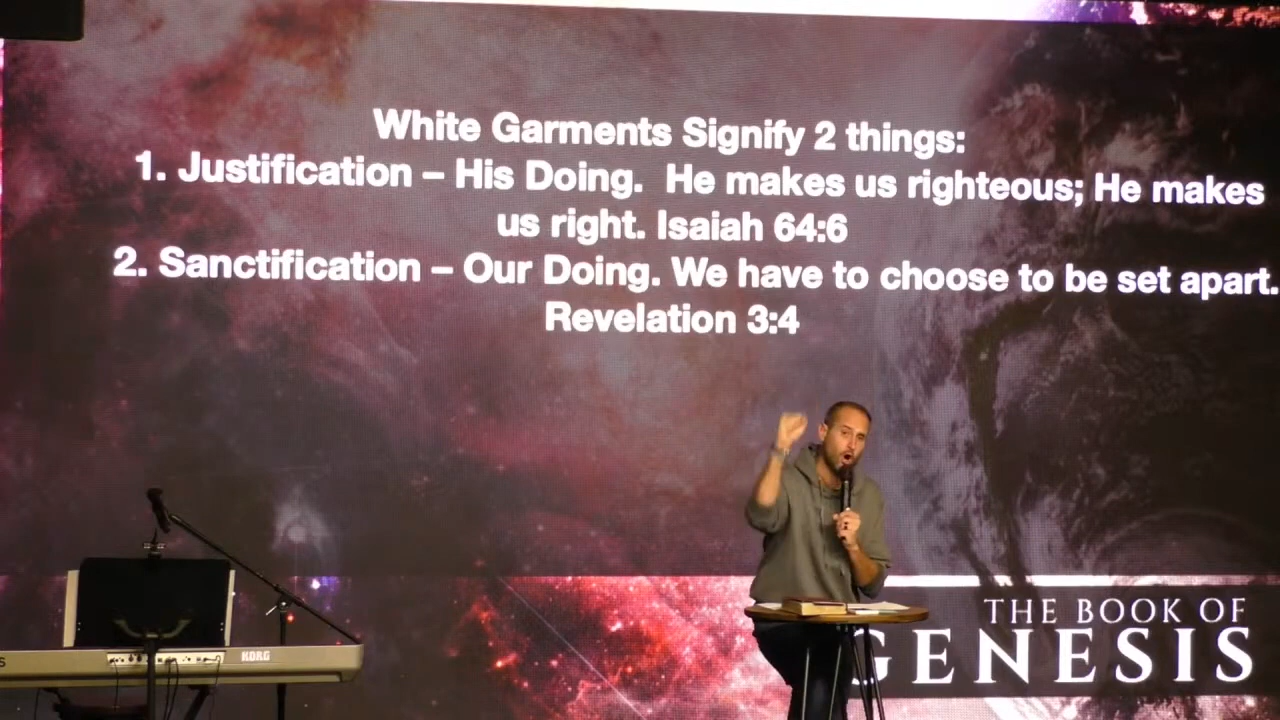 White Garments Signify 2 things:
1. Justification – His Doing.  He makes us righteous; He makes
us right. Isaiah 64:6
2. Sanctification – Our Doing. We have to choose to be set apart.
Revelation 3:4
THE BOOK OF
GENESIS
KORG